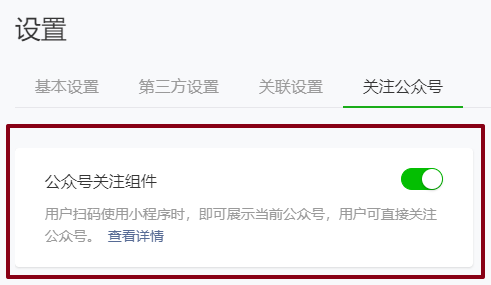 设置
基本设置 第三方设置 关联设置 关注公众号
公众号关注组件
用户扫码使用小程序时，即可展示当前公众号，用户可直接关注
公众号。 查看详情